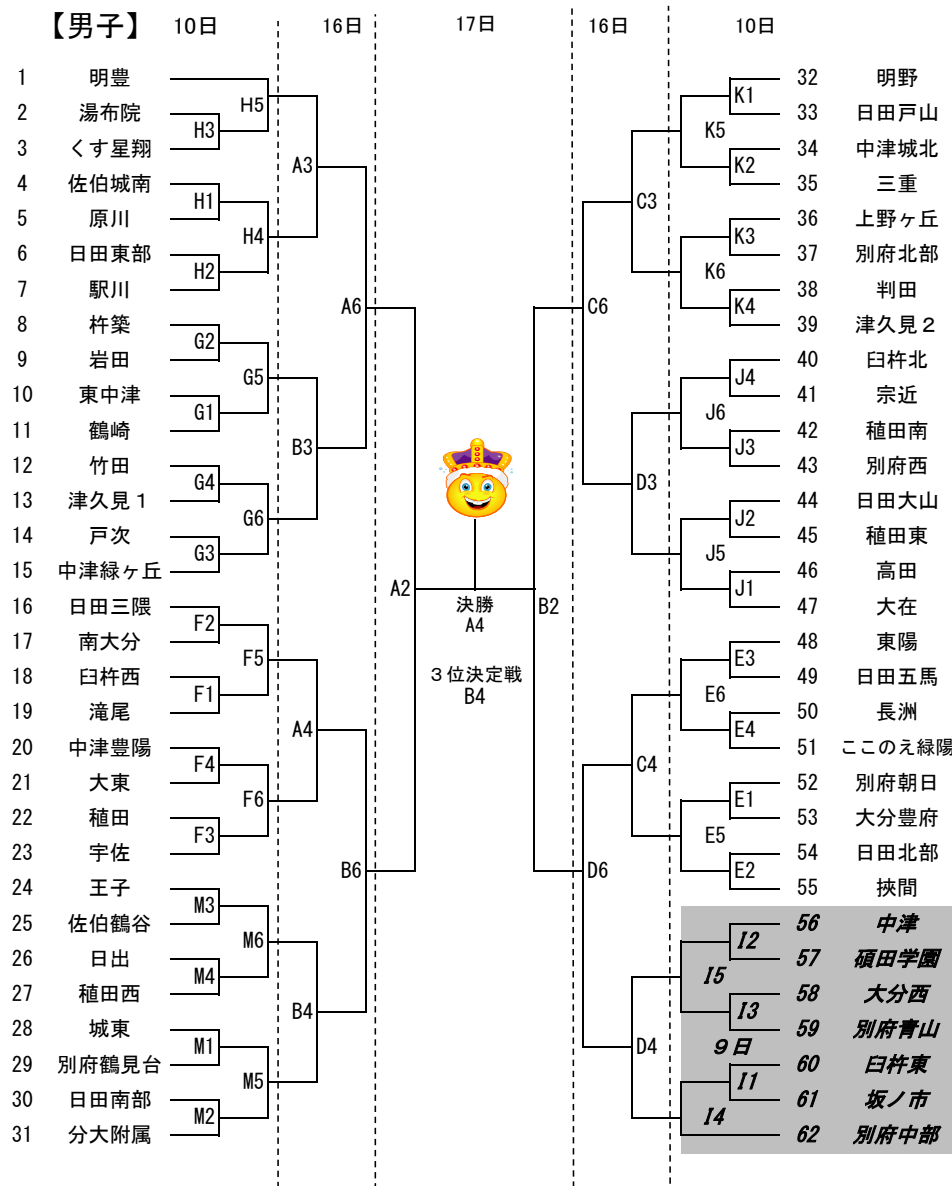 【男子】 10日 16日 17日 16日 10日
1 明豊
2 湯布院
3 くす星翔
4 佐伯城南
5 原川
6 日田東部
7 駅川
8 杵築
9 岩田
10 東中津
11 鶴崎
12 竹田
13 津久見1
14 戸次
15 中津緑ヶ丘
16 日田三隈
17 南大分
18 臼杵西
19 滝尾
20 中津豊陽
21 大東
22 稙田
23 宇佐
24 王子
25 佐伯鶴谷
26 日出
27 稙田西
28 城東
29 別府鶴見台
30 日田南部
31 分大附属
H5
H3
H1
H4
H2
G2
G5
G1
G4
G6
G3
F2
F5
F1
F4
F6
F3
M3
M6
M4
M1
M5
M2
A3
B3
A4
B4
A6
B6
A2
決勝
A4
3位決定戦
B4
B2
C6
D6
C3
D3
C4
D4
K1
K5
K2
K3
K6
K4
J4
J6
J3
J2
J5
J1
E3
E6
E4
E1
E5
E2
I2
I5
I3
9日
I1
I4
32 明野
33 日田戸山
34 中津城北
35 三重
36 上野ヶ丘
37 別府北部
38 判田
39 津久見2
40 臼杵北
41 宗近
42 稙田南
43 別府西
44 日田大山
45 稙田東
46 高田
47 大在
48 東陽
49 日田五馬
50 長洲
51 ここのえ緑陽
52 別府朝日
53 大分豊府
54 日田北部
55 挾間
56 中津
57 碩田学園
58 大分西
59 別府青山
60 臼杵東
61 坂ノ市
62 別府中部